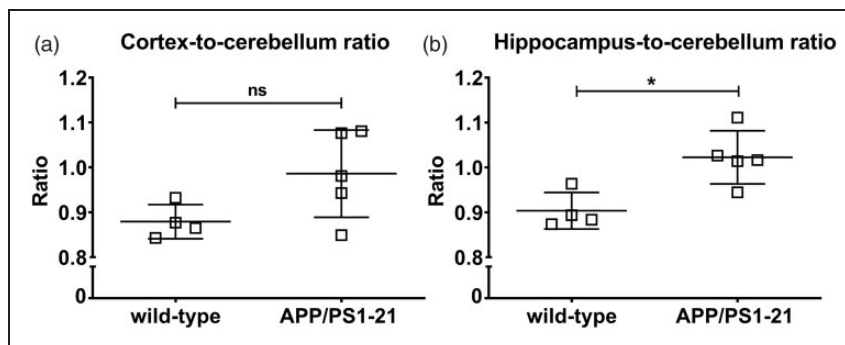 (a) Cortex-to-cerebellum ratio
ns
Ratio
1.2
1.1
1.0
0.9
0.8
0
wild-type APP/PS1-21
(b) Hippocampus-to-cerebellum ratio
*
Ratio
1.2
1.1
1.0
0.9
0.8
0
wild-type APP/PS1-21